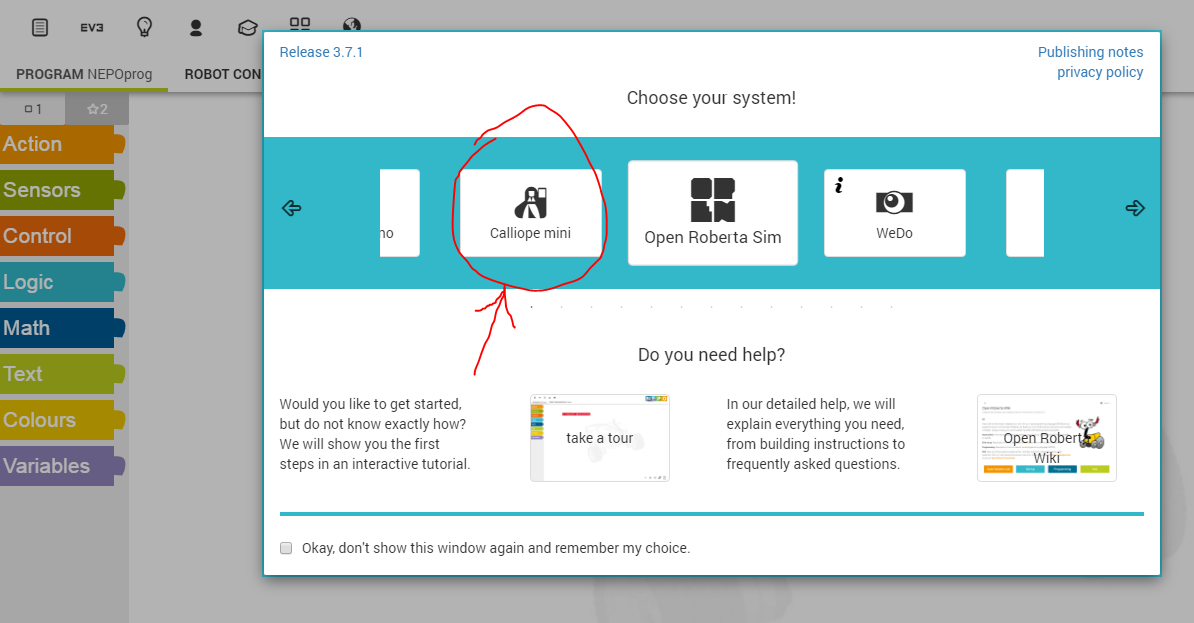 EV3
PROGRAM NEPOprog
ROBOT CON
1
2
Action
Sensors
Control
Logic
Math
Text
Colours
Variables
Release 3.7.1
Publishing notes
privacy policy
Choose your system!
no
Calliope mini
Open Roberta Sim
i
WeDo
Do you need help?
Would you like to get started,
but do not know exactly how?
We will show you the first
steps in an interactive tutorial.
take a tour
In our detailed help, we will
explain everything you need,
from building instructions to
frequently asked questions.
Open Robert
Wiki
Okay, don't show this window again and remember my choice.